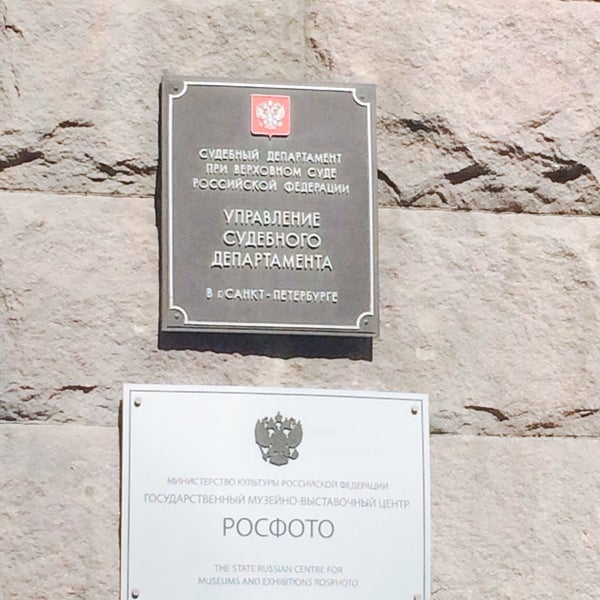 СУДЕБНЫЙ ДЕПАРТАМЕНТ
ПРИ ВЕРХОВНОМ СУДЕ
РОССИЙСКОЙ ФЕДЕРАЦИИ
УПРАВЛЕНИЕ
СУДЕБНОГО
ДЕПАРТАМЕНТА
В г. САНКТ-ПЕТЕРБУРГЕ
МИНИСТЕРСТВО КУЛЬТУРЫ РОССИЙСКОЙ ФЕДЕРАЦИИ
ГОСУДАРСТВЕННЫЙ МУЗЕЙНО-ВЫСТАВОЧНЫЙ ЦЕНТР
РОСФОТО
THE STATE RUSSIAN CENTRE FOR
MUSEUMS AND EXHIBITIONS ROSPHOTO